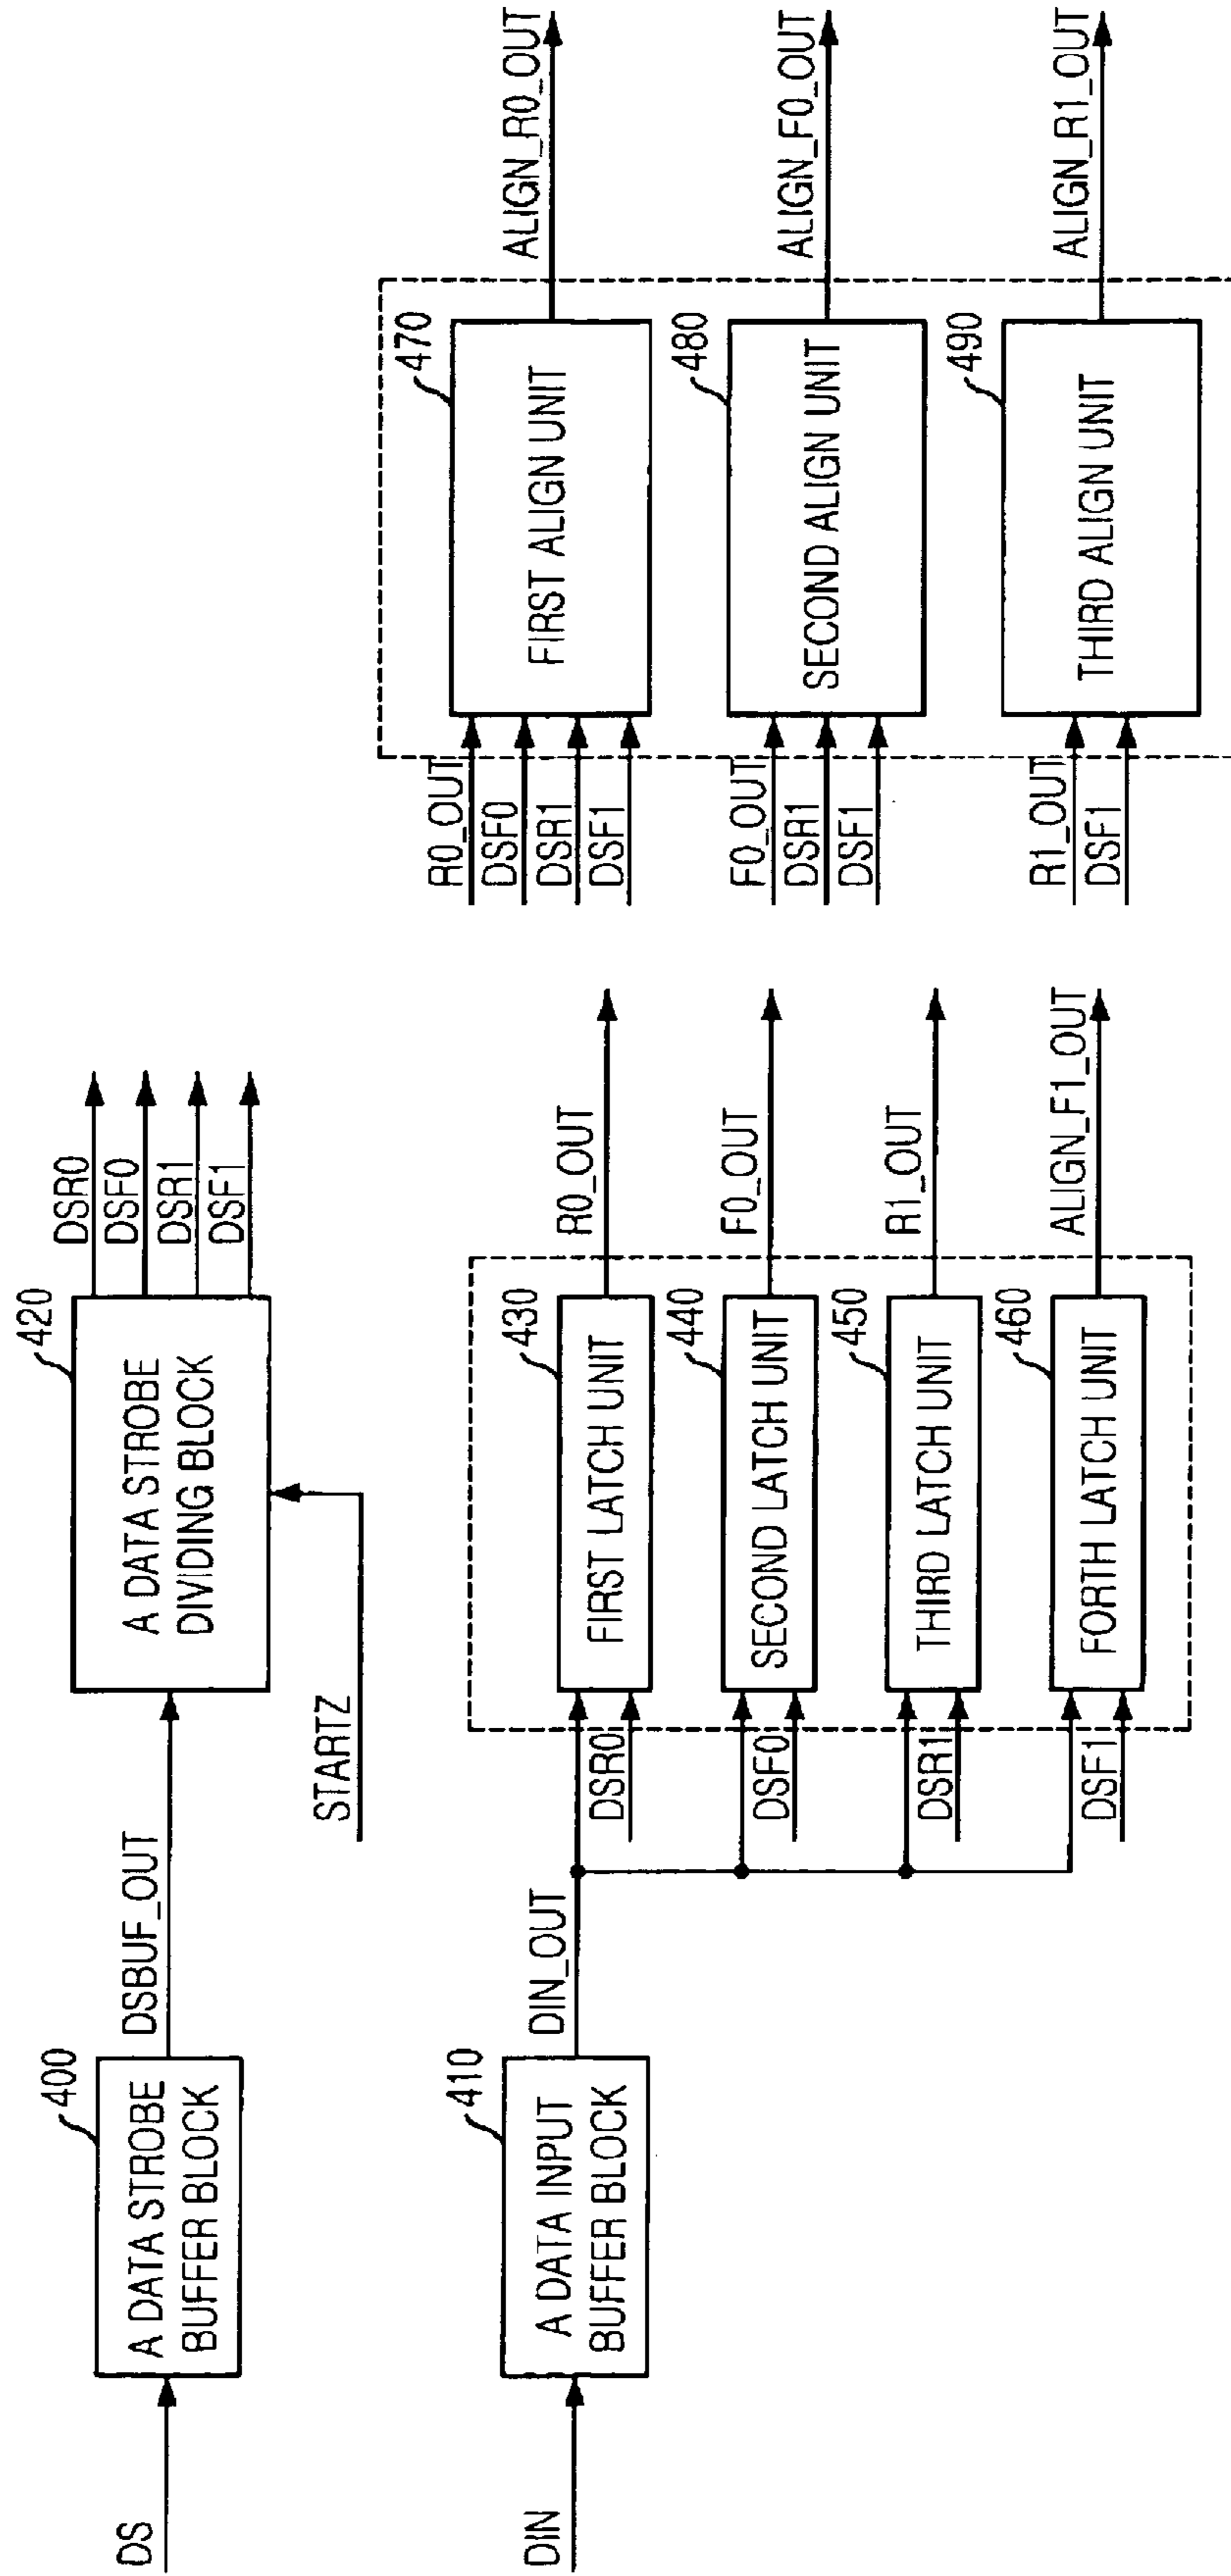 DS
400
A DATA STROBE
BUFFER BLOCK
DSBUF_OUT
420
A DATA STROBE
DIVIDING BLOCK
STARTZ
DSR0
DSF0
DSR1
DSF1
DIN
410
A DATA INPUT
BUFFER BLOCK
DIN_OUT
DSR0
430
FIRST LATCH UNIT
R0_OUT
DSF0
440
SECOND LATCH UNIT
F0_OUT
DSR1
450
THIRD LATCH UNIT
R1_OUT
DSF1
460
FORTH LATCH UNIT
ALIGN_F1_OUT
R0_OUT
DSF0
DSR1
DSF1
470
FIRST ALIGN UNIT
ALIGN_R0_OUT
F0_OUT
DSR1
DSF1
480
SECOND ALIGN UNIT
ALIGN_F0_OUT
R1_OUT
DSF1
490
THIRD ALIGN UNIT
ALIGN_R1_OUT